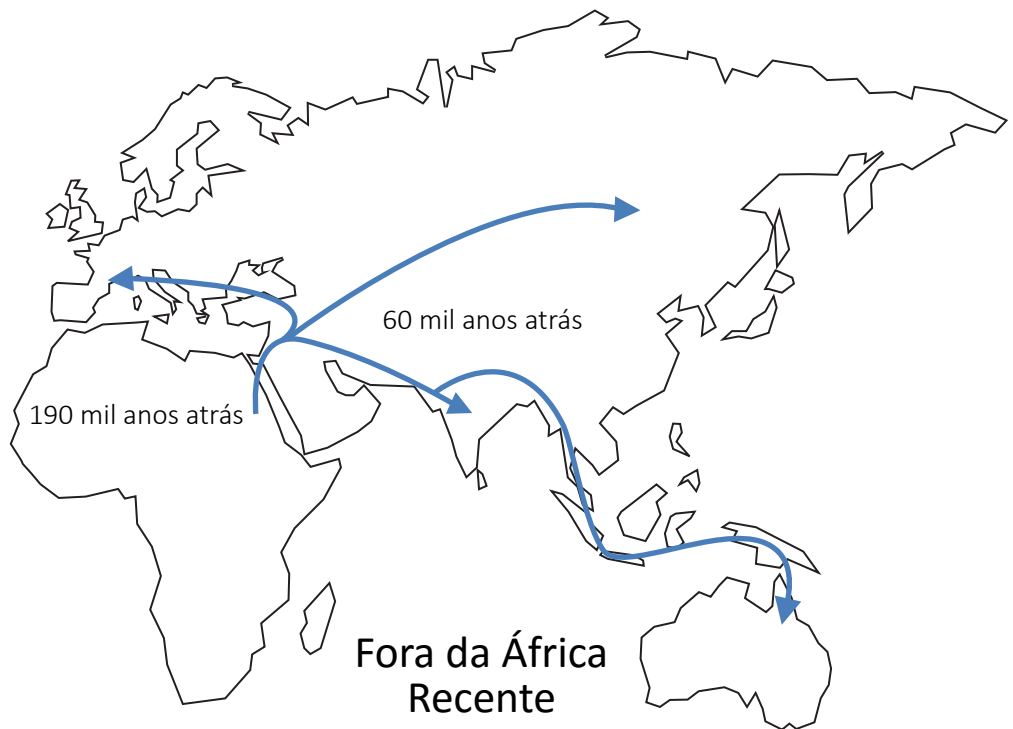 60 mil anos atrás
190 mil anos atrás
Fora da África
Recente